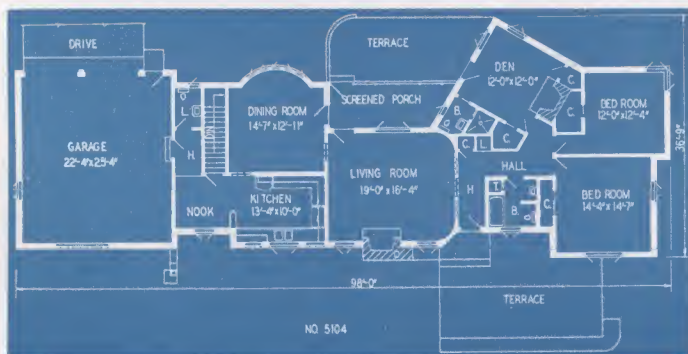 DRIVE
TERRACE
DEN
12'-0"x12'-0"
C.
L.
DINING ROOM
14'-7"x12'-11"
SCREENED PORCH
B.
C.
BED ROOM
12'-0"x12'-4"
GARAGE
22'-4"x23'-4"
DN
C.
C.
L.
36'-9"
H.
LIVING ROOM
19'-0"x16'-4"
HALL
KITCHEN
13'-4"x10'-0"
NOOK
H
T.
B.
C.
BED ROOM
14'-4"x14'-7"
98'-0"
TERRACE
NO. 5104